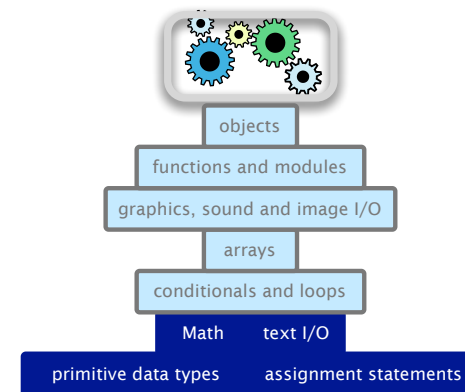 objects
functions and modules
graphics, sound and image I/O
arrays
conditionals and loops
Math text I/O
primitive data types assignment statements